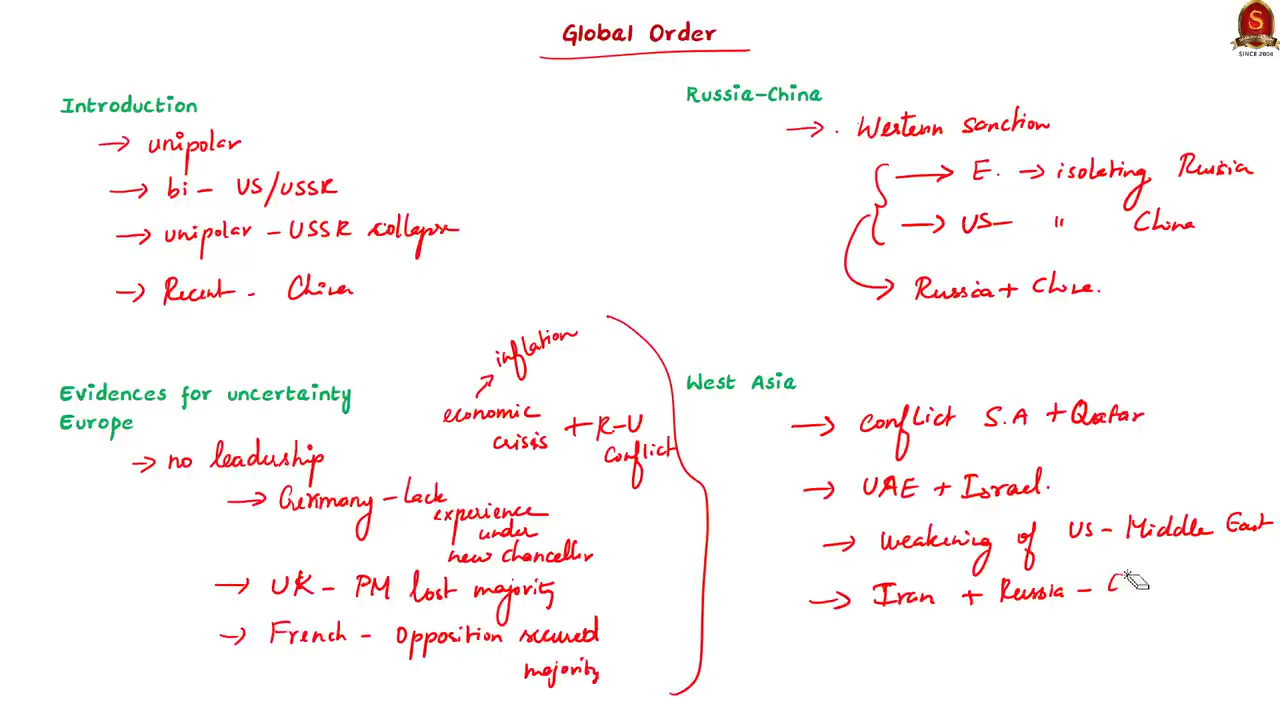 Global Order
S
SINCE 2004
Introduction
→ unipolar
→ bi - US/USSR
→ unipolar - USSR collapse
→ Recent - China
Evidences for uncertainty
Europe
→ no leadership
→ Germany - lack
experience
under
new chancellor
→ UK - PM lost majority
→ French - Opposition secured
majority
inflation
economic
crisis + R-U
conflict
Russia-China
→ . Western sanction
→ E. → isolating Russia
→ US - " China
→ Russia + China.
West Asia
→ conflict S.A + Qatar
→ UAE + Israel.
→ weakening of US - Middle East
→ Iran + Russia - C